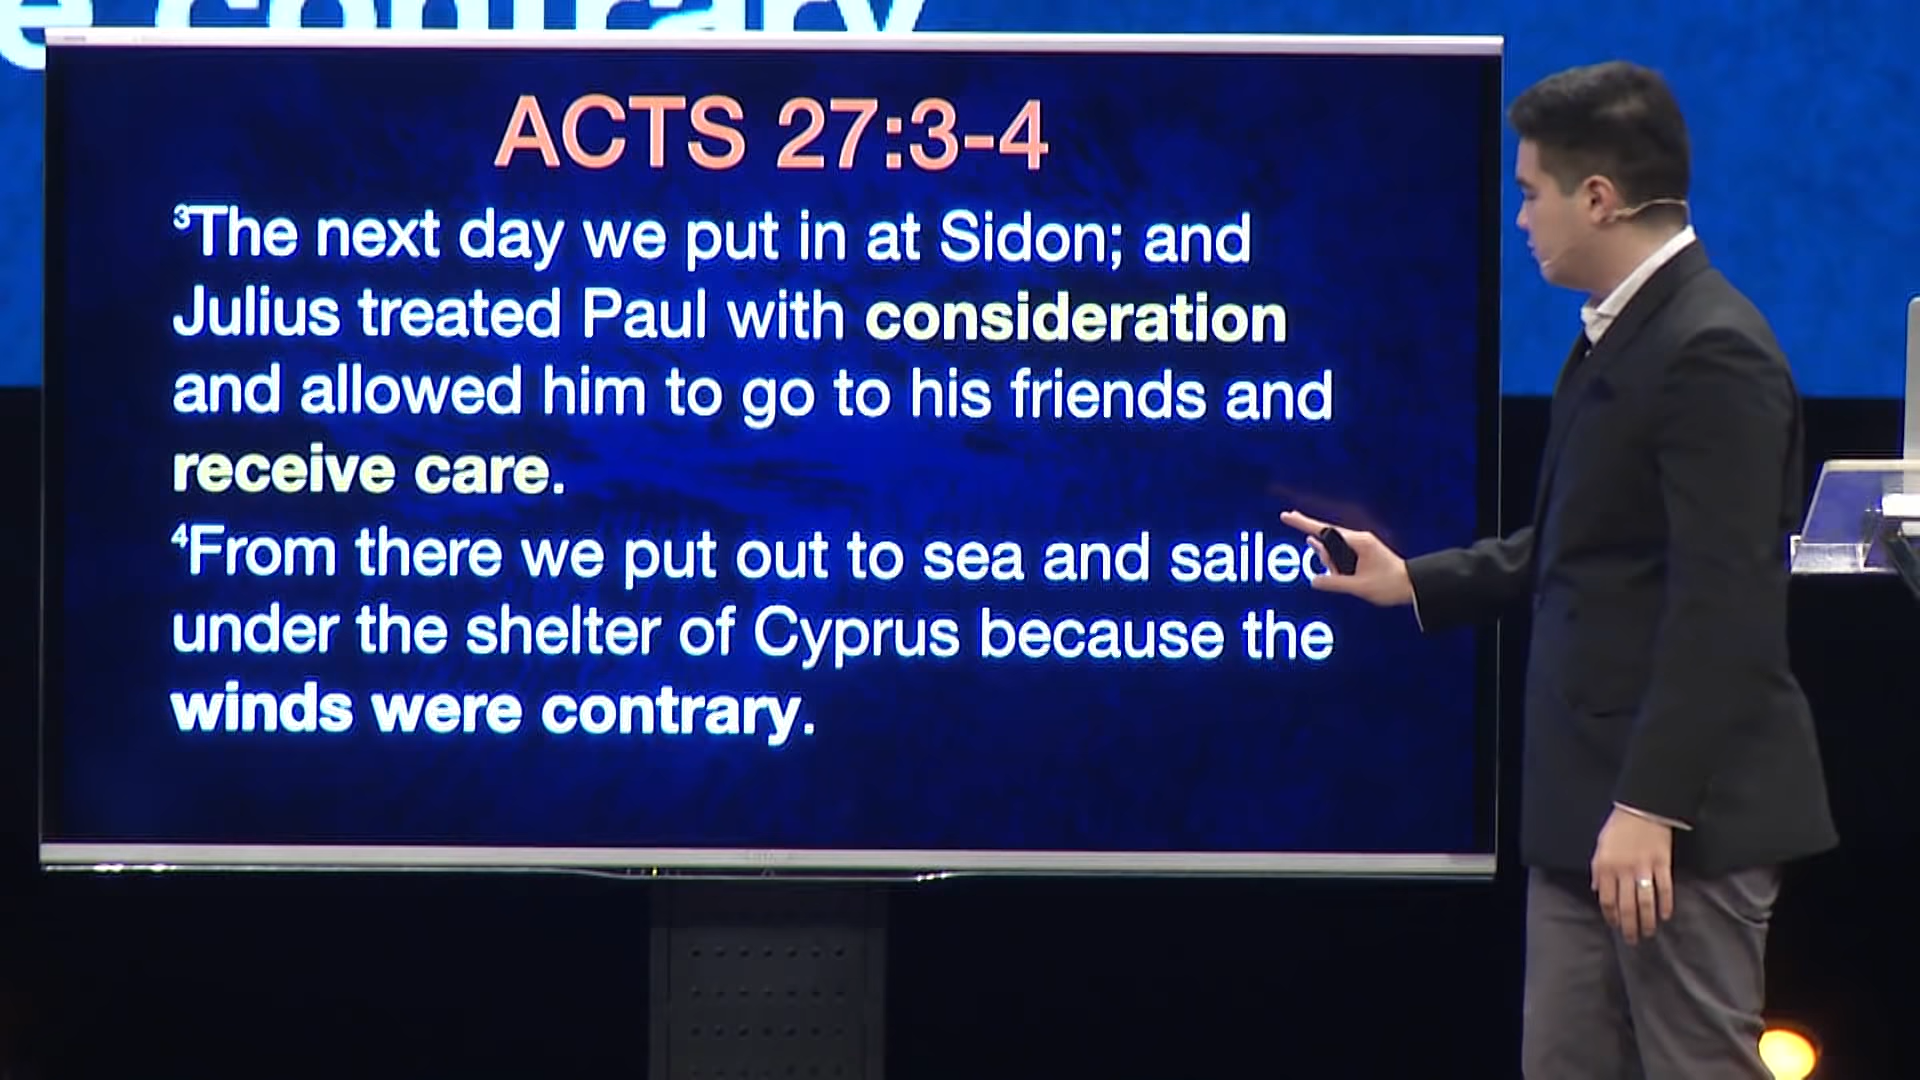 e contrary
ACTS 27:3-4
³The next day we put in at Sidon; and
Julius treated Paul with consideration
and allowed him to go to his friends and
receive care.
⁴From there we put out to sea and sailed
under the shelter of Cyprus because the
winds were contrary.